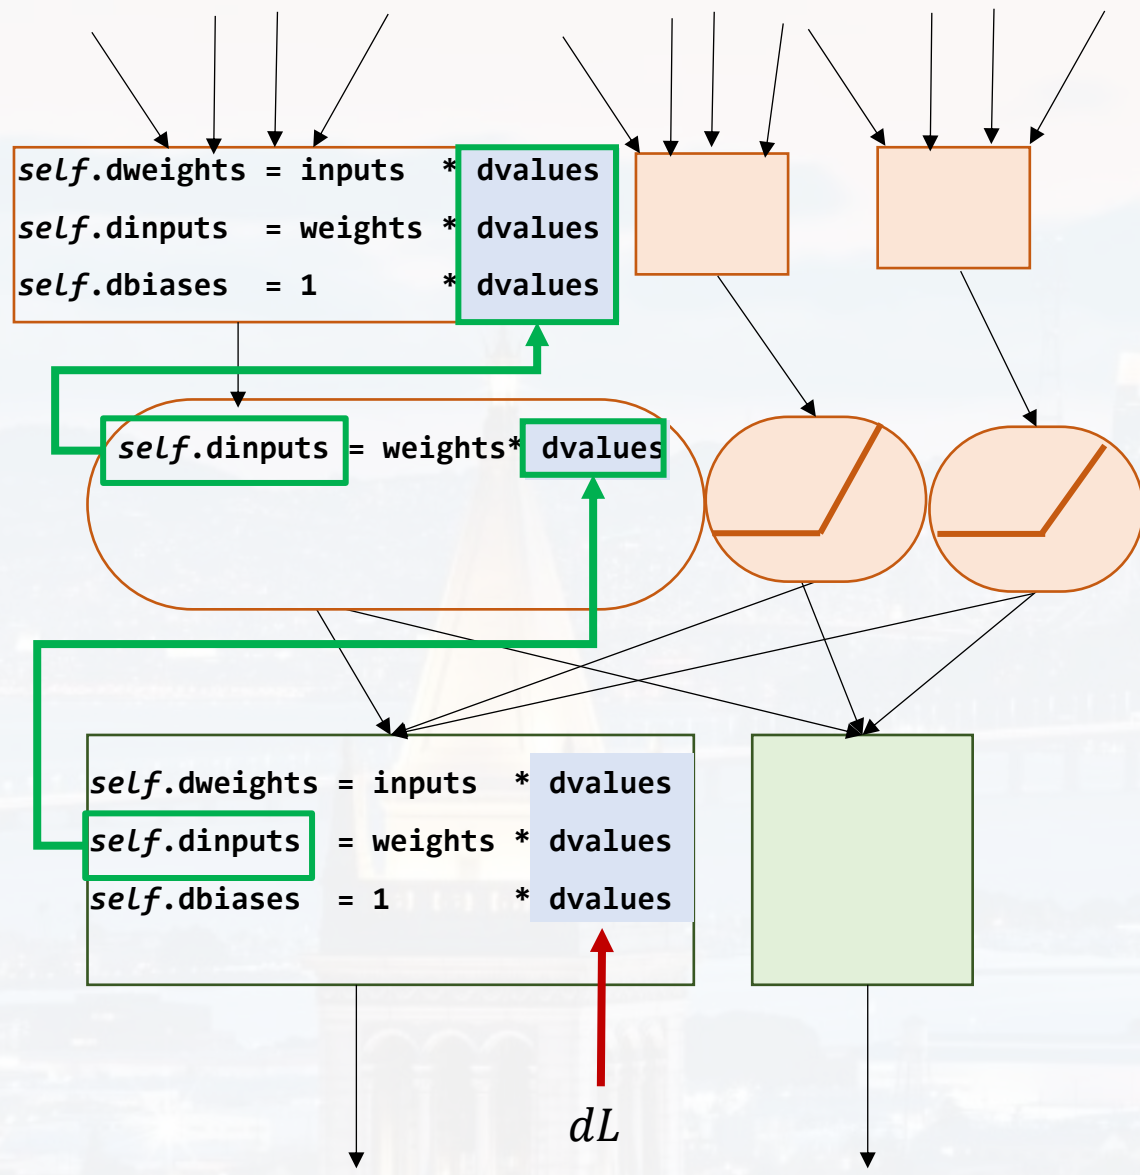 self.dweights = inputs * dvalues
self.dinputs = weights * dvalues
self.dbiases = 1 * dvalues
self.dinputs = weights* dvalues
self.dweights = inputs * dvalues
self.dinputs = weights * dvalues
self.dbiases = 1 * dvalues
dL